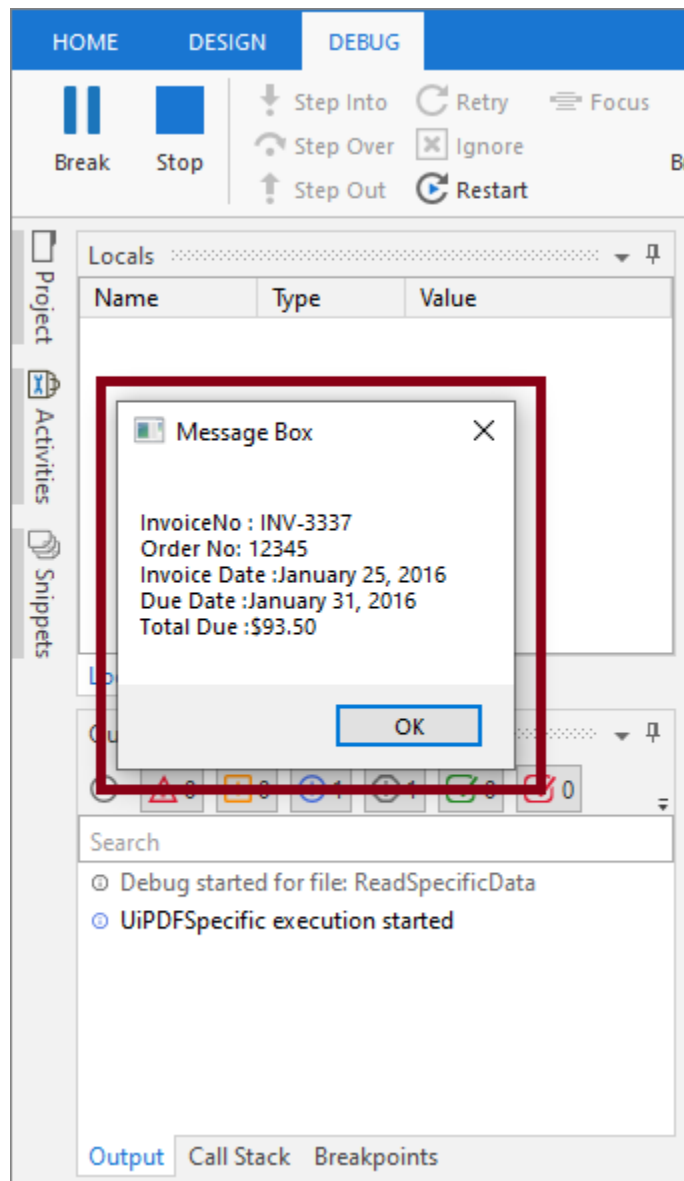 HOME DESIGN DEBUG
Step Into Retry Focus
Break Stop Step Over Ignore
Step Out Restart
Project
Activities
Snippets
Locals
Name Type Value
Message Box
InvoiceNo : INV-3337
Order No: 12345
Invoice Date :January 25, 2016
Due Date :January 31, 2016
Total Due :$93.50
OK
0
Search
Debug started for file: ReadSpecificData
UiPDFSpecific execution started
Output Call Stack Breakpoints